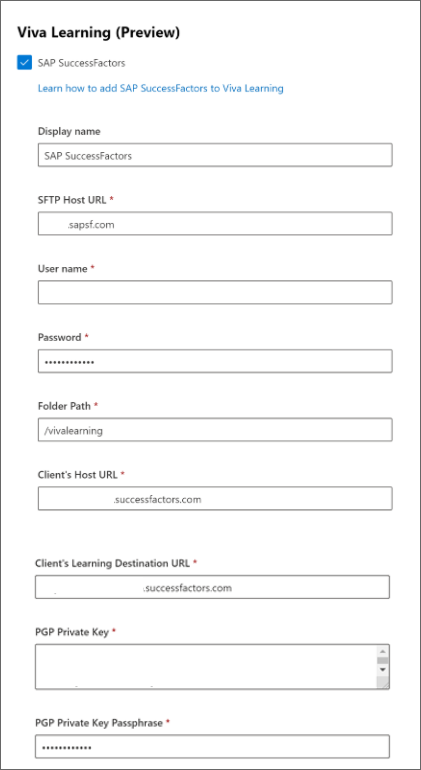 Viva Learning (Preview)
SAP SuccessFactors
Learn how to add SAP SuccessFactors to Viva Learning
Display name
SAP SuccessFactors
SFTP Host URL *
.sapsf.com
User name *
Password *
••••••••••••
Folder Path *
/vivalearning
Client's Host URL *
.successfactors.com
Client's Learning Destination URL *
.successfactors.com
PGP Private Key *
PGP Private Key Passphrase *
••••••••••••